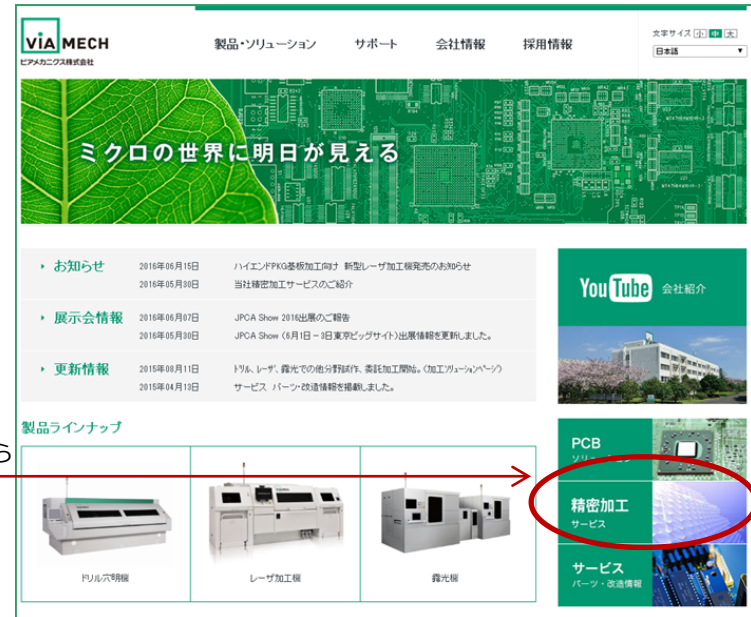 VIA MECH
ビアメカニクス株式会社
製品・ソリューション サポート 会社情報 採用情報
文字サイズ 小 中 大
日本語
ミクロの世界に明日が見える
お知らせ 2016年06月15日 ハイエンドPKG基板加工向け 新型レーザ加工機発売のお知らせ
2016年05月30日 当社精密加工サービスのご紹介
展示会情報 2016年06月07日 JPCA Show 2016出展のご報告
2016年05月30日 JPCA Show (6月1日-3日東京ビッグサイト)出展情報を更新しました。
更新情報 2015年08月11日 ドリル、レーザ、露光での他分野試作、委託加工開始。(加工ソリューションページ)
2015年04月13日 サービス パーツ・改造情報を掲載しました。
YouTube 会社紹介
製品ラインナップ
ら
ドリル穴明機
レーザ加工機
露光機
PCB
ソリューション
精密加工
サービス
サービス
パーツ・改造情報